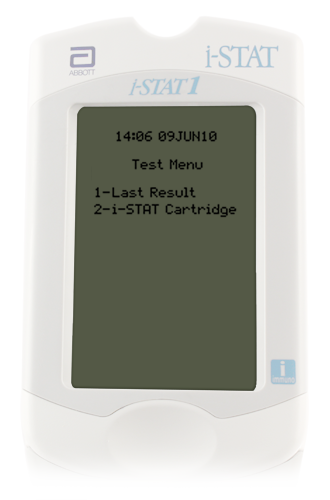 ABBOTT
i-STAT
i-STAT 1
14:06 09JUN10
Test Menu
1-Last Result
2-i-STAT Cartridge
i